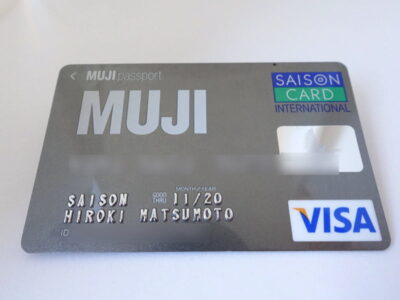 MUJI passport
MUJI
SAISON
CARD
INTERNATIONAL
MONTH/YEAR
SAISON GOOD THRU 11/20
HIROKI MATSUMOTO
ID
VISA